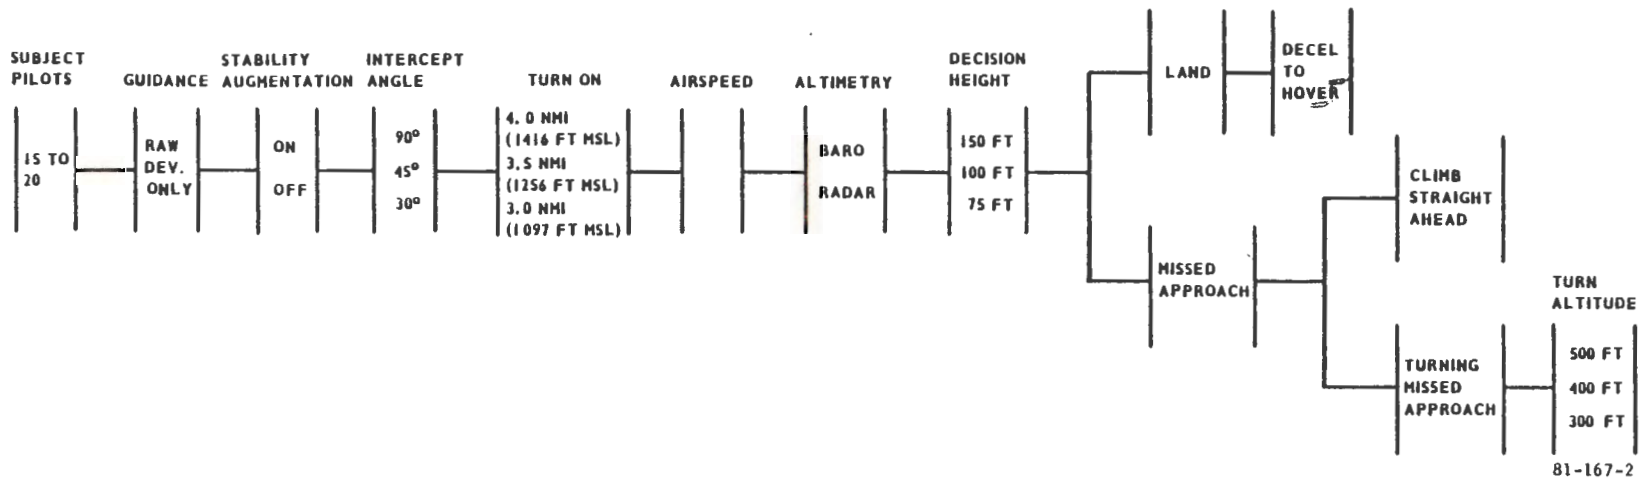 SUBJECT
PILOTS
GUIDANCE
STABILITY
AUGMENTATION
INTERCEPT
ANGLE
TURN ON
AIRSPEED
ALTIMETRY
DECISION
HEIGHT
15 TO
20
RAW
DEV.
ONLY
ON
OFF
90°
45°
30°
4.0 NMI
(1416 FT MSL)
3.5 NMI
(1256 FT MSL)
3.0 NMI
(1097 FT MSL)
BARO
RADAR
150 FT
100 FT
75 FT
LAND
DECEL
TO
HOVER
MISSED
APPROACH
CLIMB
STRAIGHT
AHEAD
TURNING
MISSED
APPROACH
TURN
ALTITUDE
500 FT
400 FT
300 FT
81-167-2